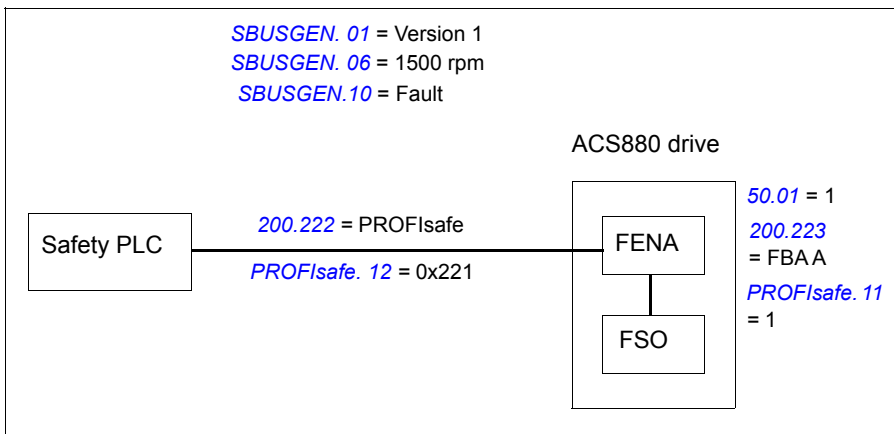 SBUSGEN. 01 = Version 1
SBUSGEN. 06 = 1500 rpm
SBUSGEN.10 = Fault
ACS880 drive
Safety PLC
200.222 = PROFIsafe
PROFIsafe. 12 = 0x221
FENA
FSO
50.01 = 1
200.223
= FBA A
PROFIsafe. 11
= 1